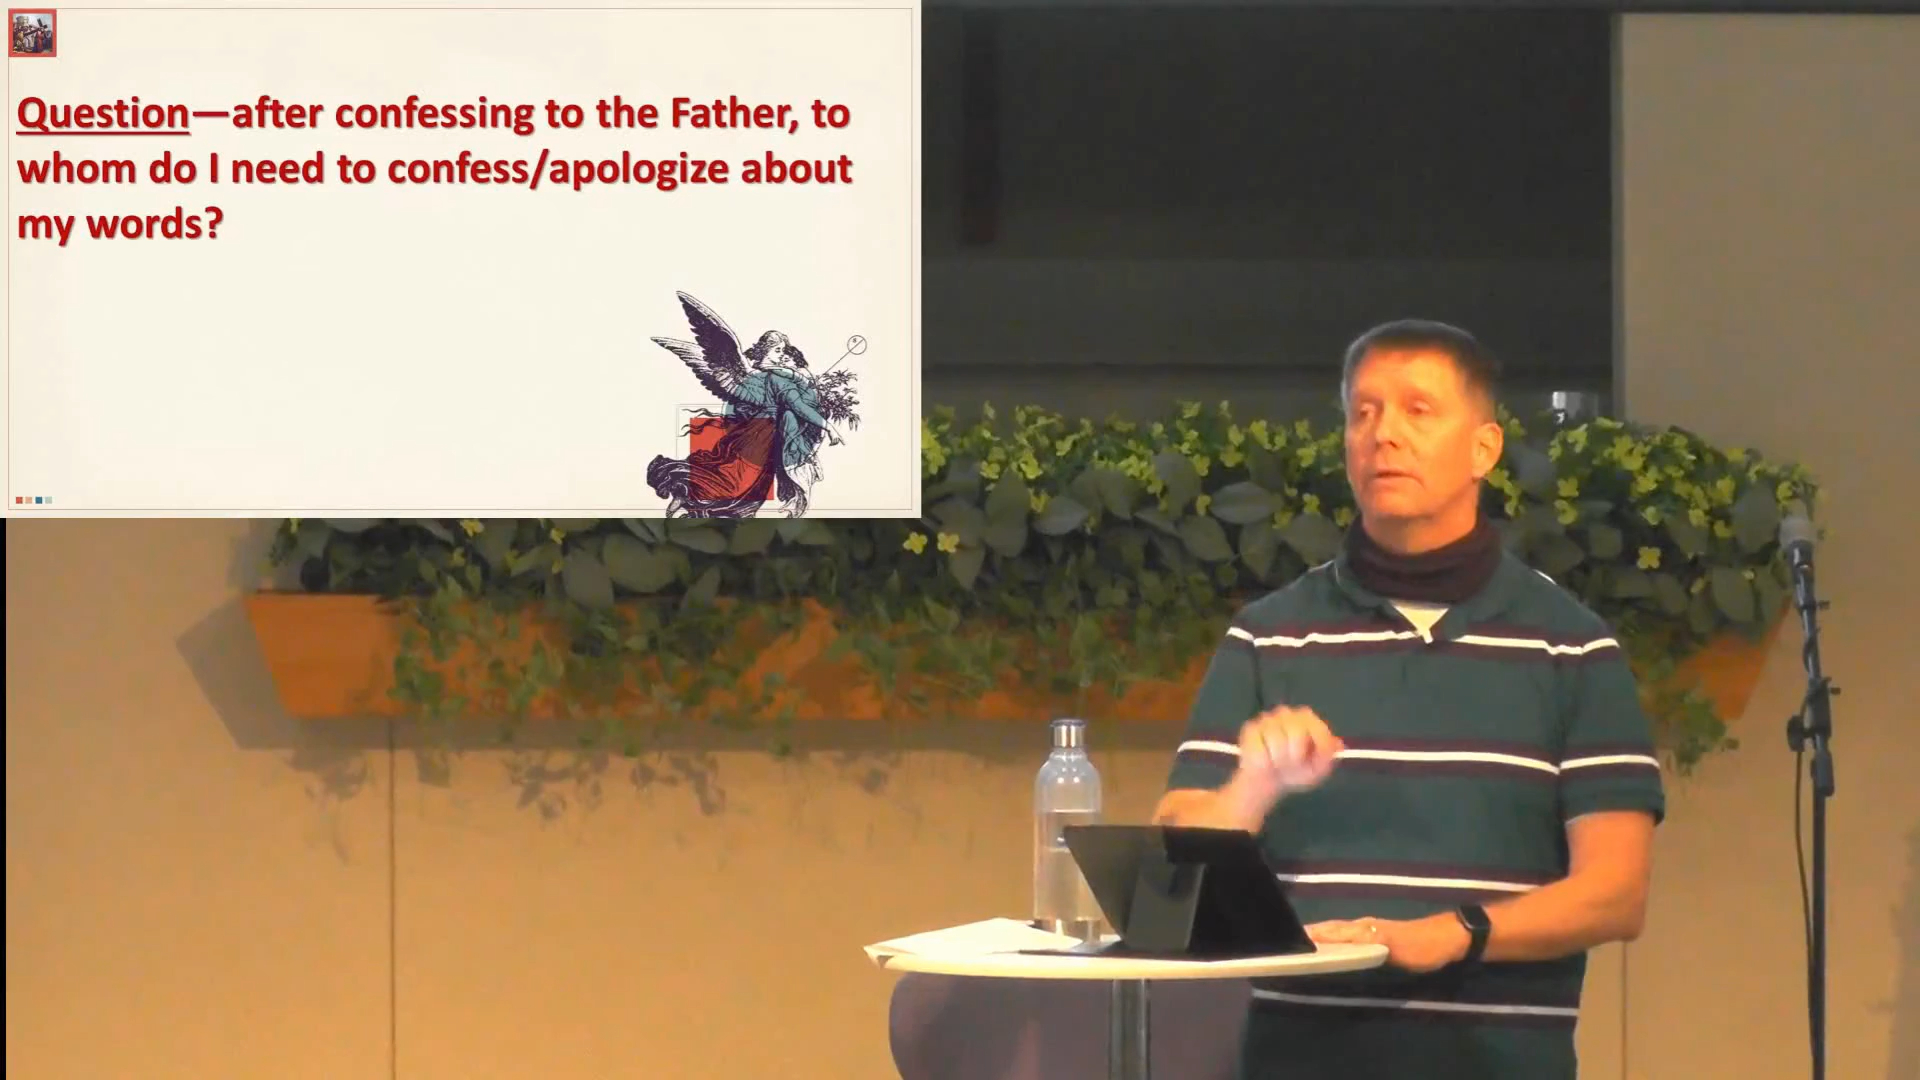 Question—after confessing to the Father, to
whom do I need to confess/apologize about
my words?